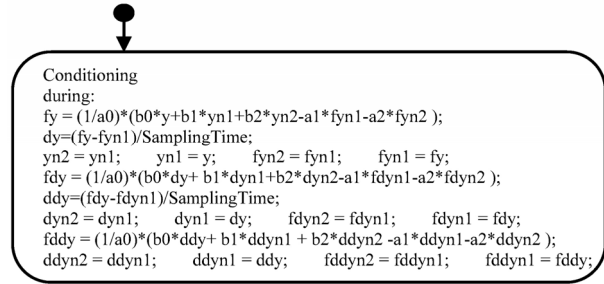 Conditioning
during:
fy = (1/a0)*(b0*y+b1*yn1+b2*yn2-a1*fyn1-a2*fyn2 );
dy=(fy-fyn1)/SamplingTime;
yn2 = yn1; yn1 = y; fyn2 = fyn1; fyn1 = fy;
fdy = (1/a0)*(b0*dy+ b1*dyn1+b2*dyn2-a1*fdyn1-a2*fdyn2 );
ddy=(fdy-fdyn1)/SamplingTime;
dyn2 = dyn1; dyn1 = dy; fdyn2 = fdyn1; fdyn1 = fdy;
fddy = (1/a0)*(b0*ddy+ b1*ddyn1 + b2*ddyn2 -a1*ddyn1-a2*ddyn2 );
ddyn2 = ddyn1; ddyn1 = ddy; fddyn2 = fddyn1; fddyn1 = fddy;